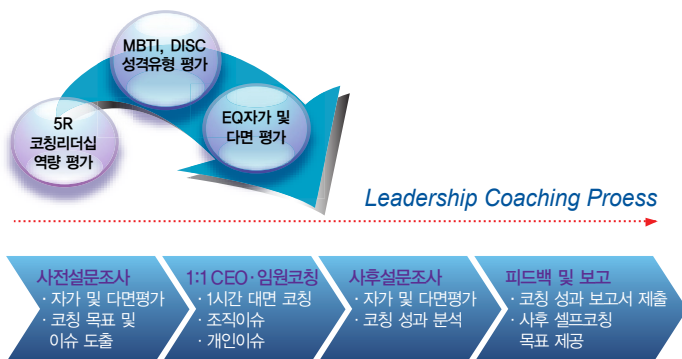 MBTI, DISC
성격유형 평가
5R
코칭리더십
역량 평가
EQ자가 및
다면 평가
Leadership Coaching Proess
사전설문조사
· 자가 및 다면평가
· 코칭 목표 및
이슈 도출
1:1 CEO·임원코칭
· 1시간 대면 코칭
· 조직이슈
· 개인이슈
사후설문조사
· 자가 및 다면평가
· 코칭 성과 분석
피드백 및 보고
· 코칭 성과 보고서 제출
· 사후 셀프코칭
목표 제공